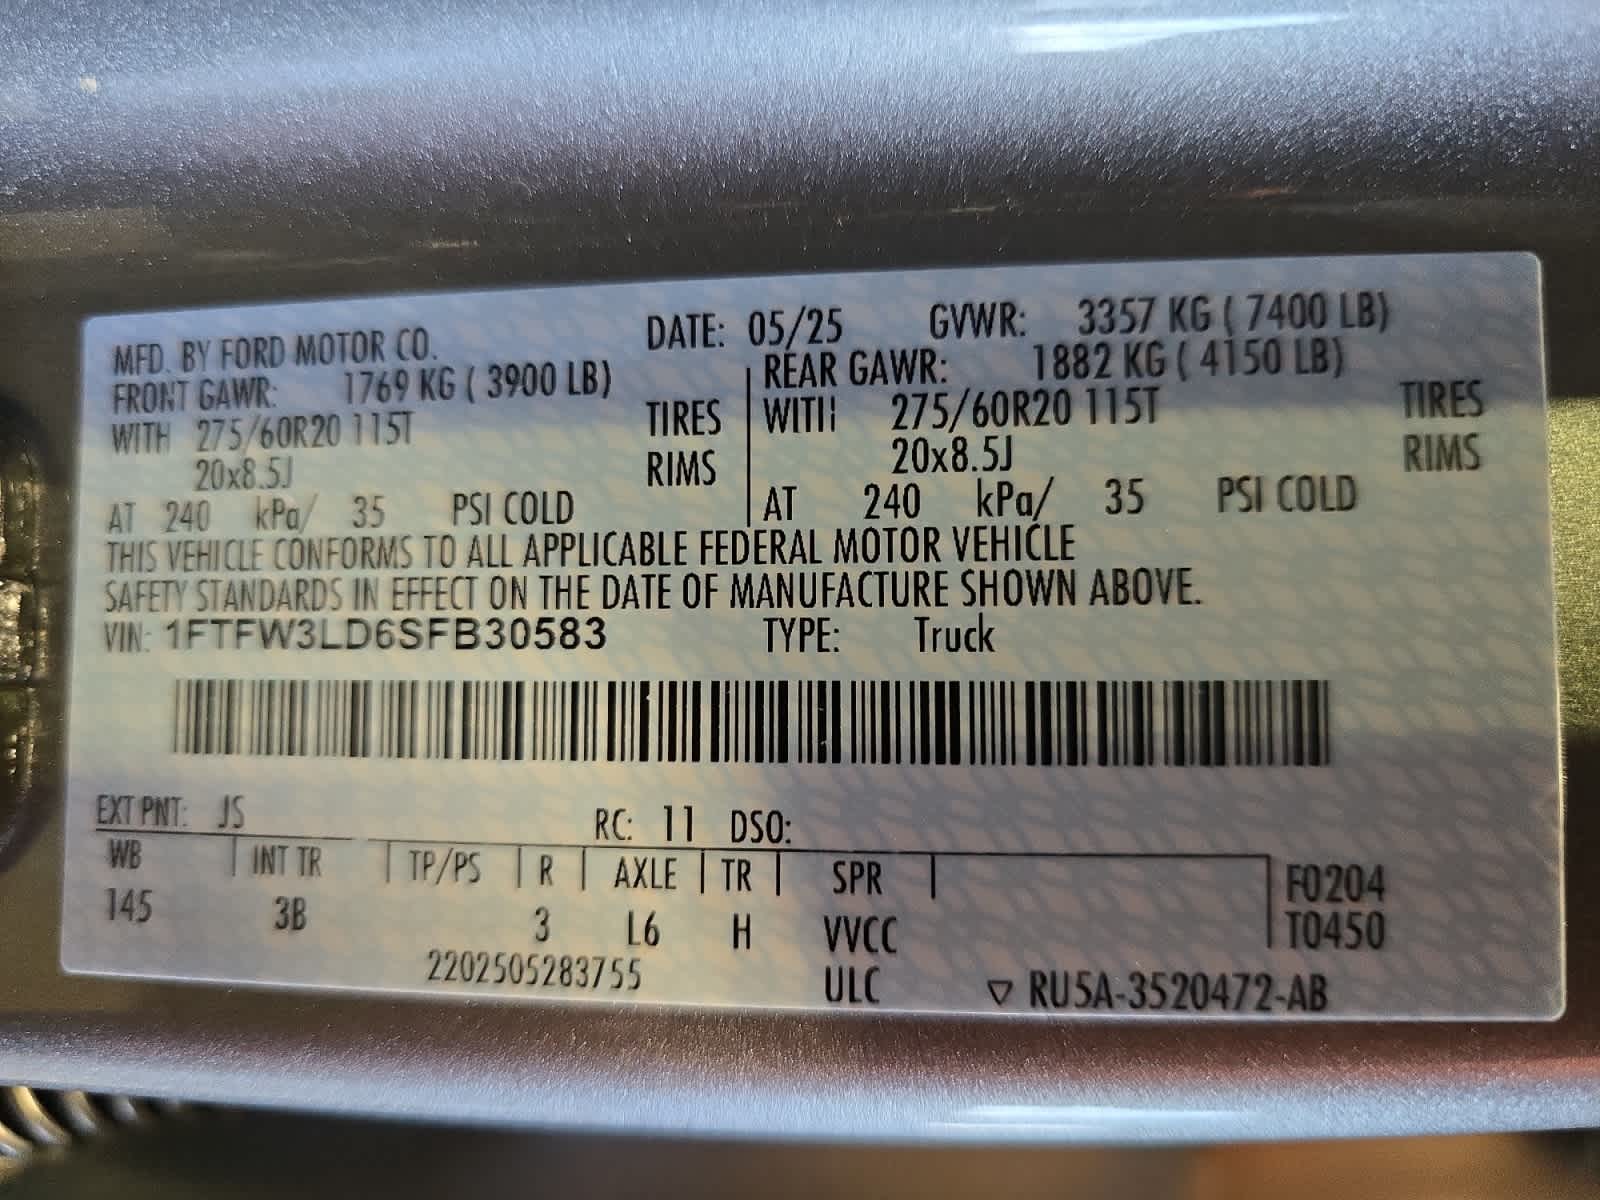 MFD. BY FORD MOTOR CO. DATE: 05/25 GVWR: 3357 KG ( 7400 LB)
FRONT GAWR: 1769 KG ( 3900 LB) REAR GAWR: 1882 KG ( 4150 LB)
WITH 275/60R20 115T TIRES WITH 275/60R20 115T TIRES
20x8.5J RIMS 20x8.5J RIMS
AT 240 kPa/ 35 PSI COLD AT 240 kPa/ 35 PSI COLD
THIS VEHICLE CONFORMS TO ALL APPLICABLE FEDERAL MOTOR VEHICLE
SAFETY STANDARDS IN EFFECT ON THE DATE OF MANUFACTURE SHOWN ABOVE.
VIN: 1FTFW3LD6SFB30583 TYPE: Truck
EXT PNT: JS RC: 11 DSO:
WB INT TR TP/PS R AXLE TR SPR F0204
145 3B 3 L6 H VVCC T0450
2202505283755 ULC ▽ RU5A-3520472-AB